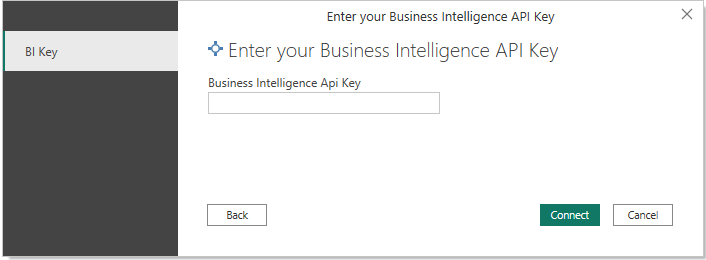 Enter your Business Intelligence API Key
BI Key
Enter your Business Intelligence API Key
Business Intelligence Api Key
Back
Connect
Cancel